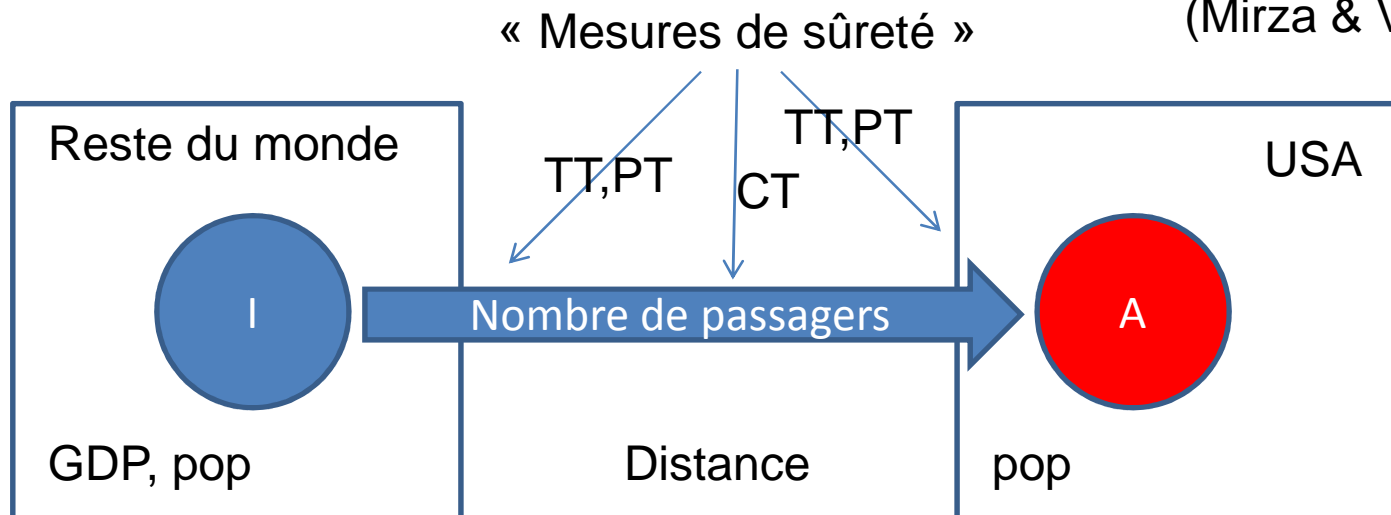 (Mirza &
« Mesures de sûreté »
Reste du monde
TT,PT
USA
TT,PT
CT
I
Nombre de passagers
A
GDP, pop
Distance
pop